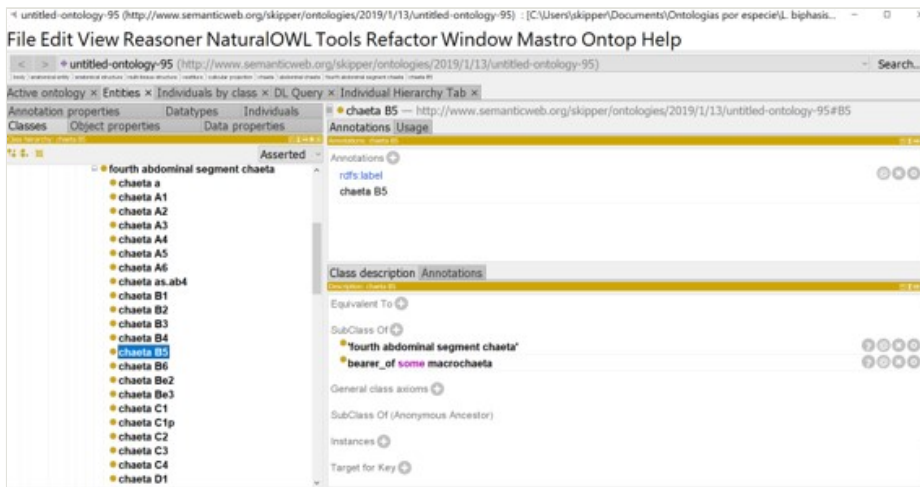 untitled-ontology-95 (http://www.semanticweb.org/skipper/ontologies/2019/1/13/untitled-ontology-95) : [C:\Users\skipper\Documents\Ontologias por especie\L. biphasis...
File Edit View Reasoner NaturalOWL Tools Refactor Window Mastro Ontop Help
< > untitled-ontology-95 (http://www.semanticweb.org/skipper/ontologies/2019/1/13/untitled-ontology-95) Search...
Active ontology × Entities × Individuals by class × DL Query × Individual Hierarchy Tab ×
Annotation properties Datatypes Individuals
Classes Object properties Data properties
Asserted
fourth abdominal segment chaeta
chaeta a
chaeta A1
chaeta A2
chaeta A3
chaeta A4
chaeta A5
chaeta A6
chaeta as.ab4
chaeta B1
chaeta B2
chaeta B3
chaeta B4
chaeta B5
chaeta B6
chaeta Be2
chaeta Be3
chaeta C1
chaeta C1p
chaeta C2
chaeta C3
chaeta C4
chaeta D1
chaeta B5 — http://www.semanticweb.org/skipper/ontologies/2019/1/13/untitled-ontology-95#B5
Annotations Usage
Annotations
rdfs:label
chaeta B5
Class description Annotations
Equivalent To
SubClass Of
'fourth abdominal segment chaeta'
bearer_of some macrochaeta
General class axioms
SubClass Of (Anonymous Ancestor)
Instances
Target for Key